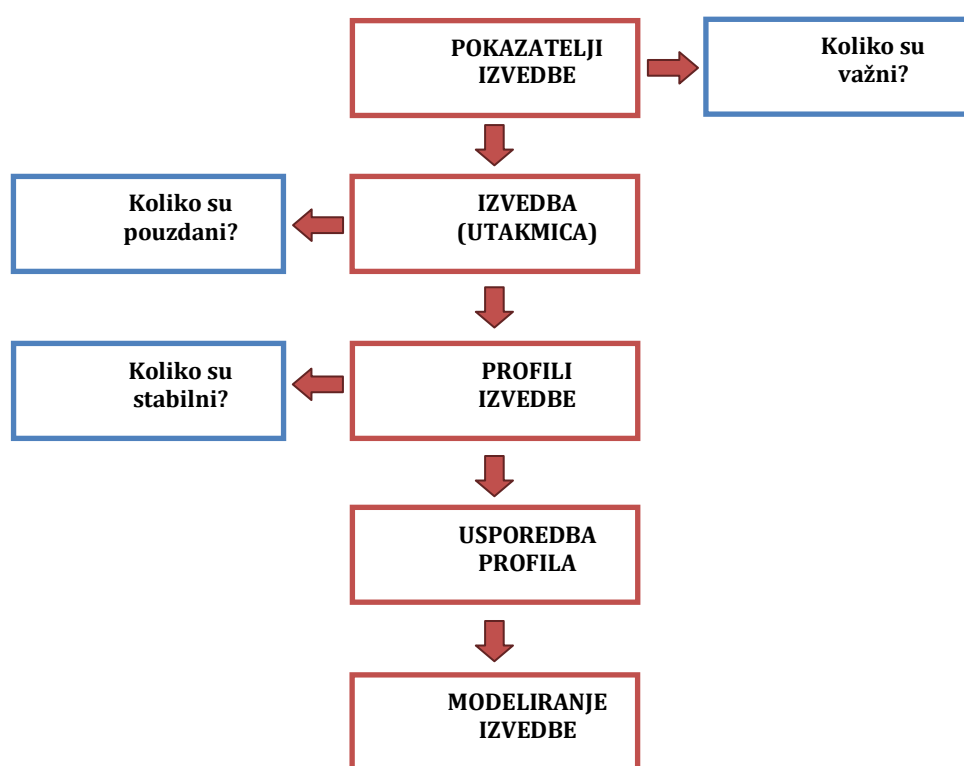 POKAZATELJI
IZVEDBE
Koliko su
važni?
Koliko su
pouzdani?
IZVEDBA
(UTAKMICA)
Koliko su
stabilni?
PROFILI
IZVEDBE
USPOREDBA
PROFILA
MODELIRANJE
IZVEDBE